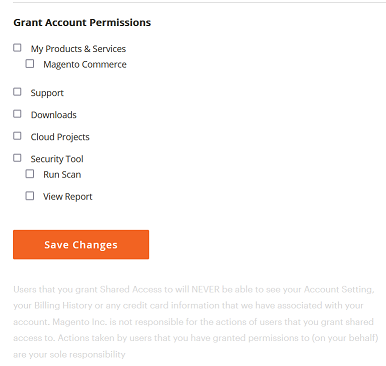 Grant Account Permissions
My Products & Services
Magento Commerce
Support
Downloads
Cloud Projects
Security Tool
Run Scan
View Report
Save Changes
Users that you grant Shared Access to will NEVER be able to see your Account Setting,
your Billing History or any credit card information that we have associated with your
account. Magento Inc. is not responsible for the actions of users that you grant shared
access to. Actions taken by users that you have granted permissions to (on your behalf)
are your sole responsibility